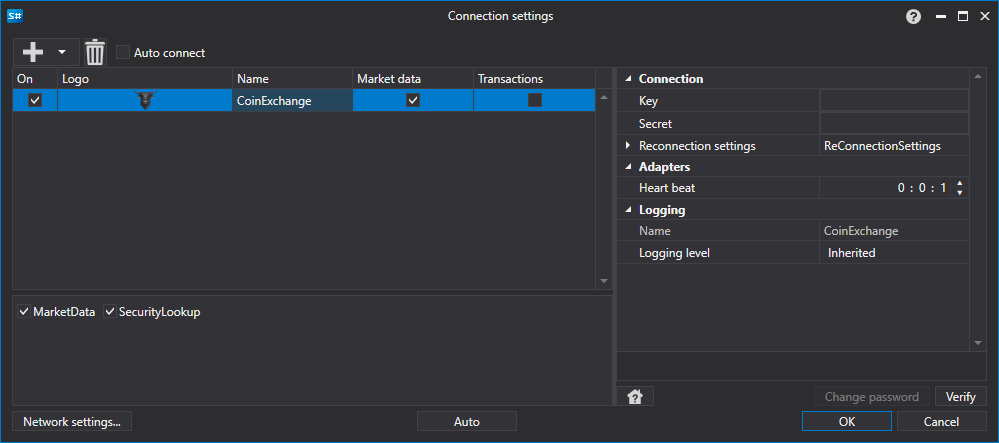 S# Connection settings ?
Auto connect
On Logo Name Market data Transactions
CoinExchange
MarketData SecurityLookup
Connection
Key
Secret
Reconnection settings ReConnectionSettings
Adapters
Heart beat 0 : 0 : 1
Logging
Name CoinExchange
Logging level Inherited
? Change password Verify
Network settings... Auto OK Cancel